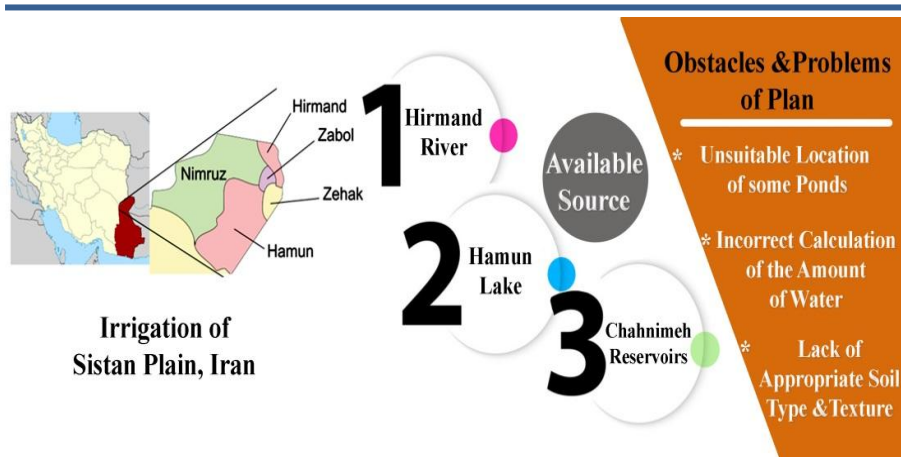 Hirmand
Zabol
Nimruz
Zehak
Hamun
Irrigation of
Sistan Plain, Iran
1
Hirmand
River
2
Hamun
Lake
3
Chahnimeh
Reservoirs
Available
Source
Obstacles &Problems
of Plan
* Unsuitable Location
of some Ponds
* Incorrect Calculation
of the Amount
of Water
* Lack of
Appropriate Soil
Type &Texture